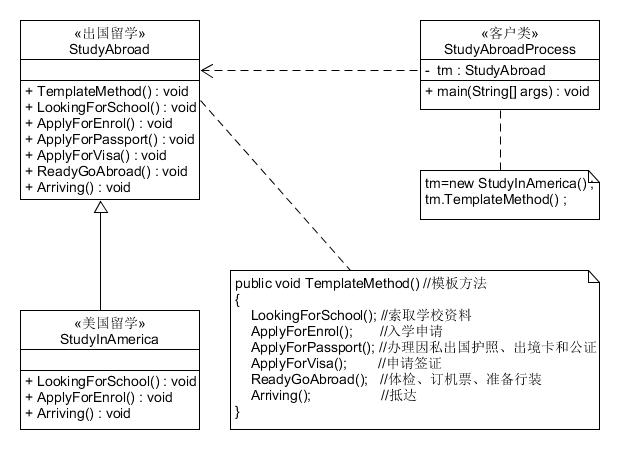 «出国留学»
StudyAbroad
+ TemplateMethod() : void
+ LookingForSchool() : void
+ ApplyForEnrol() : void
+ ApplyForPassport() : void
+ ApplyForVisa() : void
+ ReadyGoAbroad() : void
+ Arriving() : void
«客户类»
StudyAbroadProcess
- tm : StudyAbroad
+ main(String[] args) : void
tm=new StudyInAmerica() ;
tm.TemplateMethod() ;
«美国留学»
StudyInAmerica
+ LookingForSchool() : void
+ ApplyForEnrol() : void
+ Arriving() : void
public void TemplateMethod() //模板方法
{
LookingForSchool(); //索取学校资料
ApplyForEnrol(); //入学申请
ApplyForPassport(); //办理因私出国护照、出境卡和公证
ApplyForVisa(); //申请签证
ReadyGoAbroad(); //体检、订机票、准备行装
Arriving(); //抵达
}